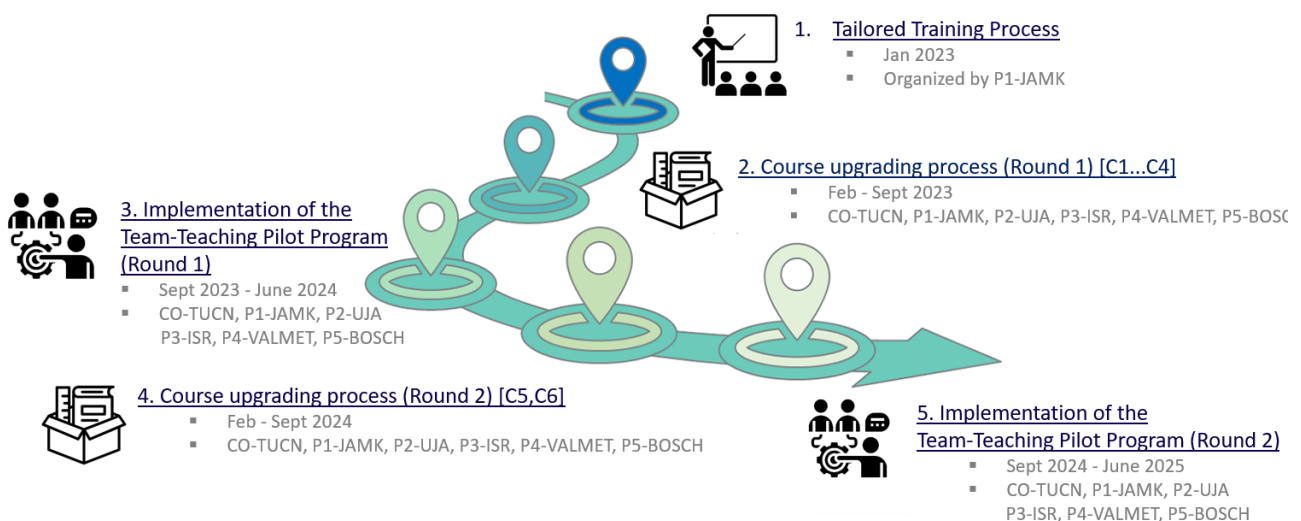 1. Tailored Training Process
▪ Jan 2023
▪ Organized by P1-JAMK
2. Course upgrading process (Round 1) [C1...C4]
▪ Feb - Sept 2023
▪ CO-TUCN, P1-JAMK, P2-UJA, P3-ISR, P4-VALMET, P5-BOSC
3. Implementation of the
Team-Teaching Pilot Program
(Round 1)
▪ Sept 2023 - June 2024
▪ CO-TUCN, P1-JAMK, P2-UJA
P3-ISR, P4-VALMET, P5-BOSCH
4. Course upgrading process (Round 2) [C5,C6]
▪ Feb - Sept 2024
▪ CO-TUCN, P1-JAMK, P2-UJA, P3-ISR, P4-VALMET, P5-BOSCH
5. Implementation of the
Team-Teaching Pilot Program (Round 2)
▪ Sept 2024 - June 2025
▪ CO-TUCN, P1-JAMK, P2-UJA
P3-ISR, P4-VALMET, P5-BOSCH